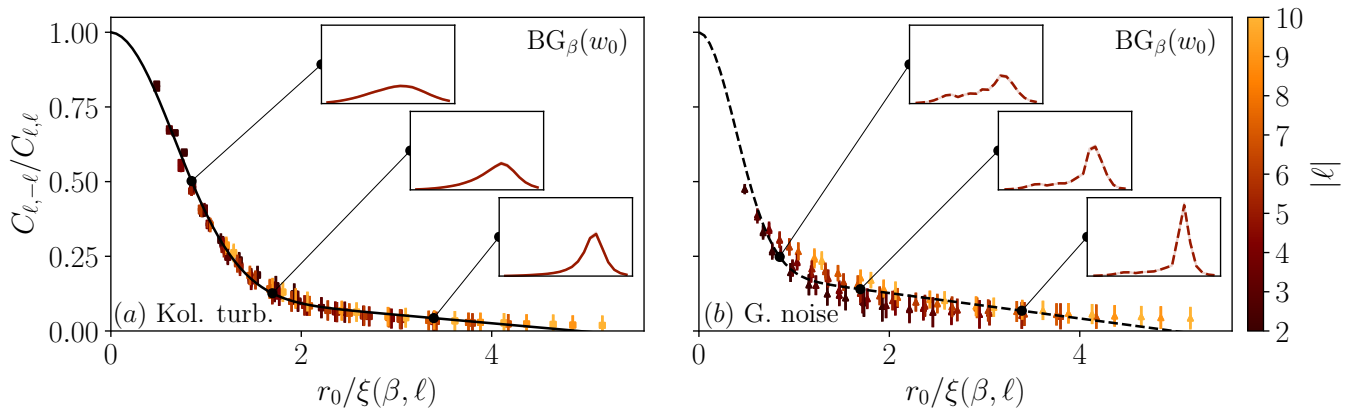 BG_β(w_0)
C_{ℓ,−ℓ}/C_{ℓ,ℓ}
1.00
0.75
0.50
0.25
0.00
(a) Kol. turb.
0
2
4
r_0/ξ(β, ℓ)
BG_β(w_0)
(b) G. noise
0
2
4
r_0/ξ(β, ℓ)
10
9
8
7
6
5
4
3
2
|ℓ|